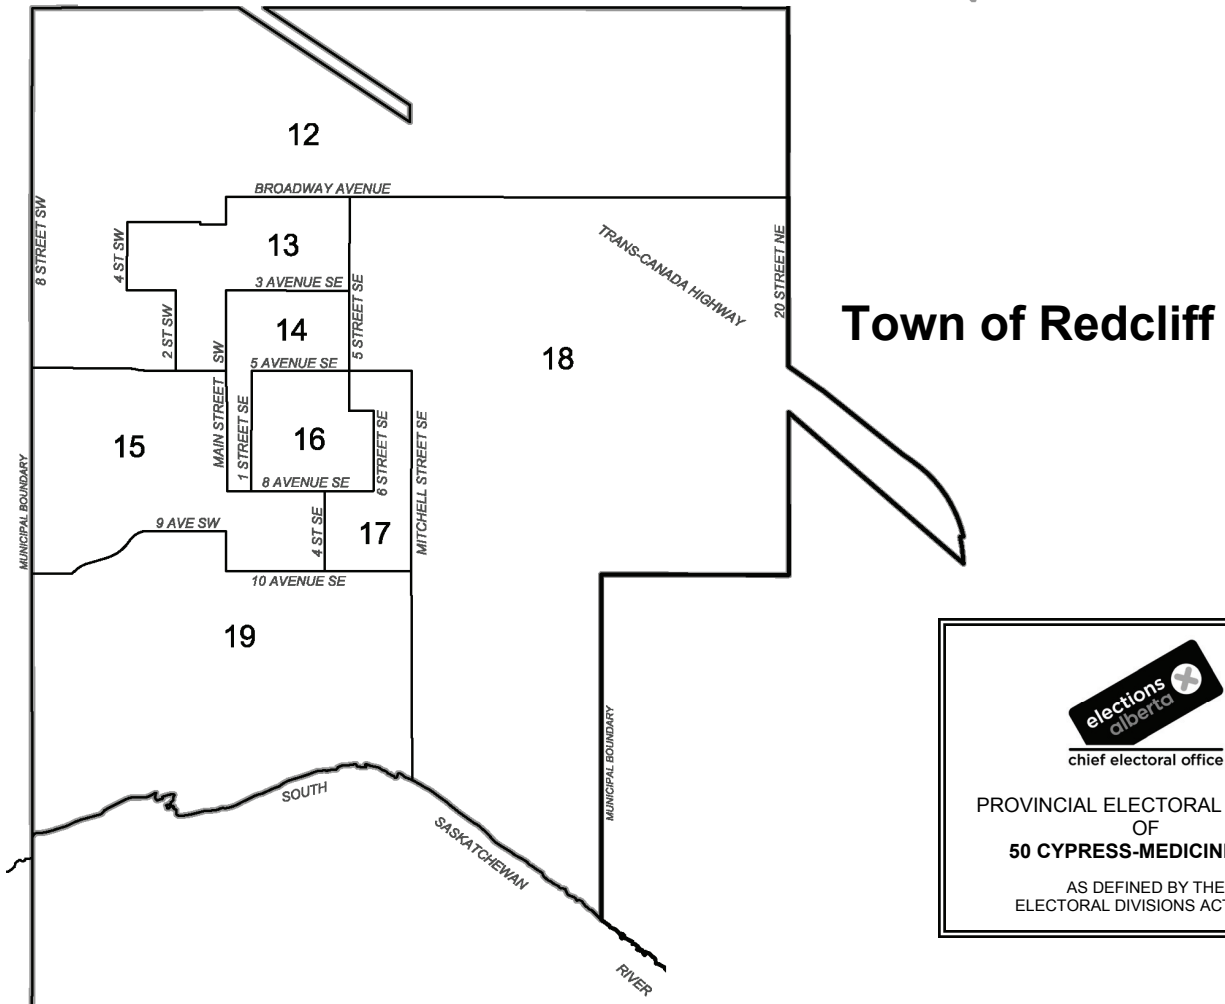 12
BROADWAY AVENUE
8 STREET SW
4 ST SW
13
3 AVENUE SE
TRANS-CANADA HIGHWAY
20 STREET NE
Town of Redcliff
2 ST SW
14
5 STREET SE
5 AVENUE SE
18
MAIN STREET SW
1 STREET SE
15
16
6 STREET SE
MITCHELL STREET SE
8 AVENUE SE
MUNICIPAL BOUNDARY
9 AVE SW
4 ST SE
17
10 AVENUE SE
19
MUNICIPAL BOUNDARY
SOUTH
SASKATCHEWAN
RIVER
elections
alberta
chief electoral office
PROVINCIAL ELECTORAL
OF
50 CYPRESS-MEDICIN
AS DEFINED BY THE
ELECTORAL DIVISIONS ACT